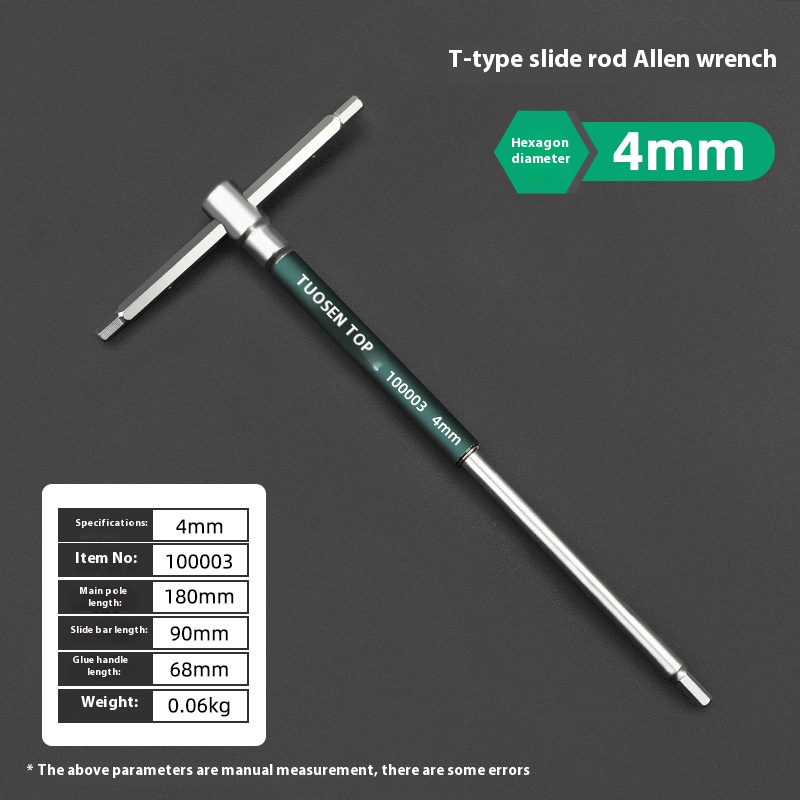 T-type slide rod Allen wrench
Hexagon
diameter
4mm
TUOSEN TOP 100003 4mm
Specifications: 4mm
Item No: 100003
Main pole
length: 180mm
Slide bar length: 90mm
Glue handle
length: 68mm
Weight: 0.06kg
* The above parameters are manual measurement, there are some errors